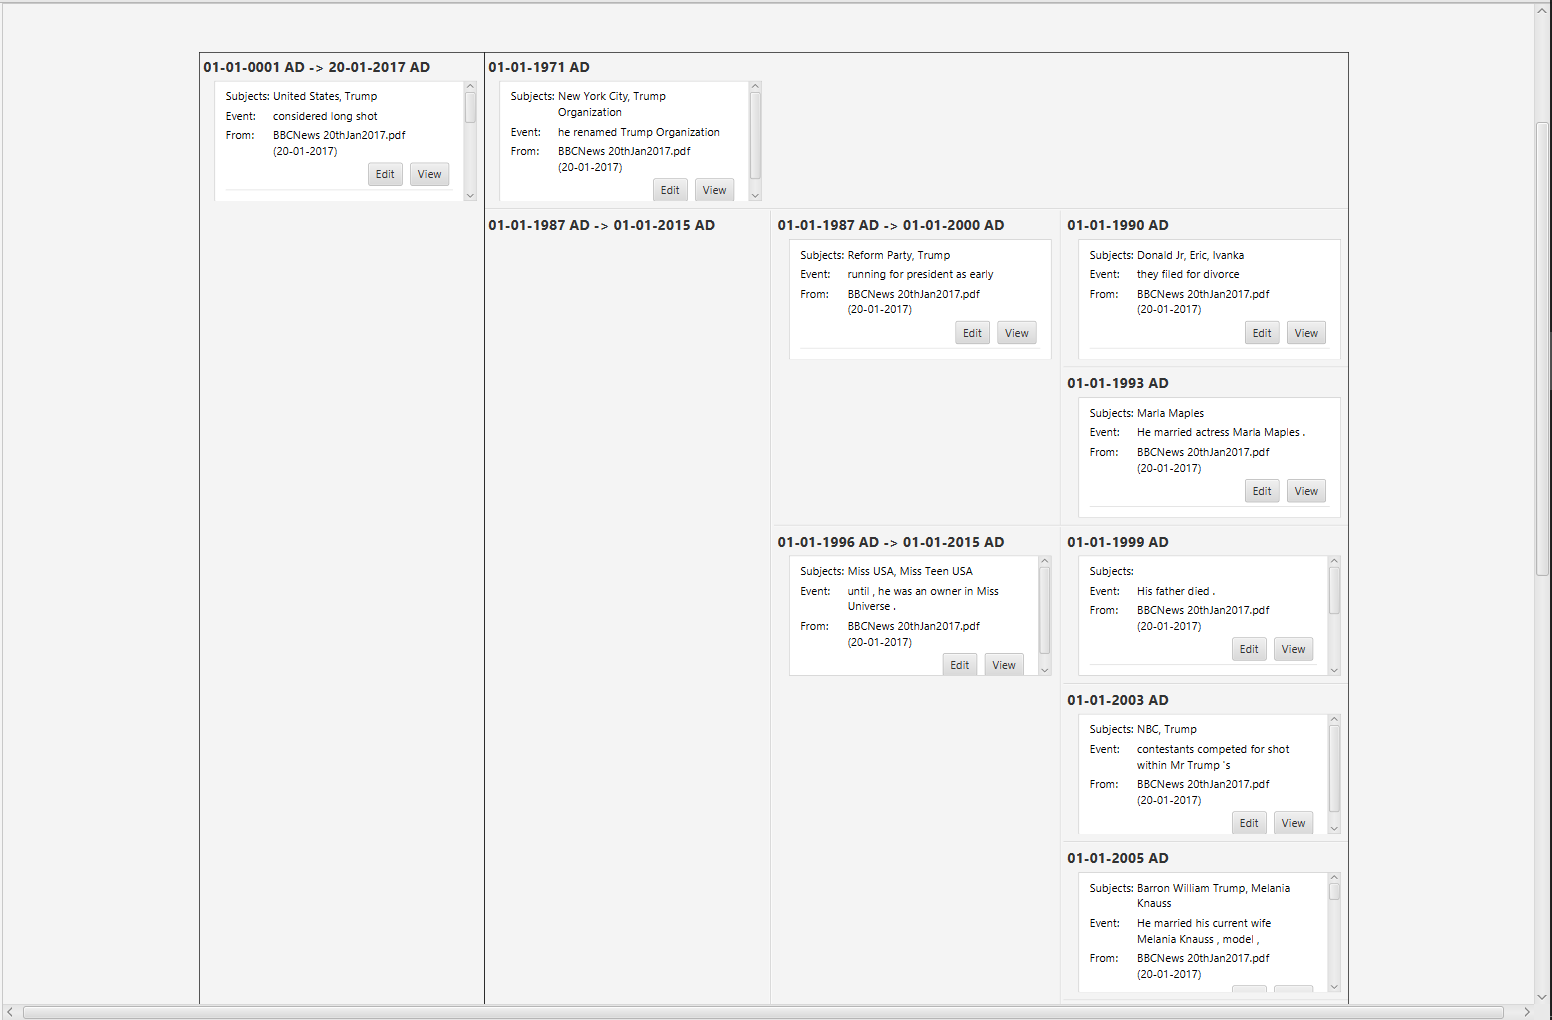 01-01-0001 AD -> 20-01-2017 AD
Subjects: United States, Trump
Event: considered long shot
From: BBCNews 20thJan2017.pdf
(20-01-2017)
Edit View
01-01-1971 AD
Subjects: New York City, Trump
Organization
Event: he renamed Trump Organization
From: BBCNews 20thJan2017.pdf
(20-01-2017)
Edit View
01-01-1987 AD -> 01-01-2015 AD
01-01-1987 AD -> 01-01-2000 AD
Subjects: Reform Party, Trump
Event: running for president as early
From: BBCNews 20thJan2017.pdf
(20-01-2017)
Edit View
01-01-1990 AD
Subjects: Donald Jr, Eric, Ivanka
Event: they filed for divorce
From: BBCNews 20thJan2017.pdf
(20-01-2017)
Edit View
01-01-1993 AD
Subjects: Marla Maples
Event: He married actress Marla Maples .
From: BBCNews 20thJan2017.pdf
(20-01-2017)
Edit View
01-01-1996 AD -> 01-01-2015 AD
Subjects: Miss USA, Miss Teen USA
Event: until , he was an owner in Miss
Universe .
From: BBCNews 20thJan2017.pdf
(20-01-2017)
Edit View
01-01-1999 AD
Subjects:
Event: His father died .
From: BBCNews 20thJan2017.pdf
(20-01-2017)
Edit View
01-01-2003 AD
Subjects: NBC, Trump
Event: contestants competed for shot
within Mr Trump 's
From: BBCNews 20thJan2017.pdf
(20-01-2017)
Edit View
01-01-2005 AD
Subjects: Barron William Trump, Melania
Knauss
Event: He married his current wife
Melania Knauss , model ,
From: BBCNews 20thJan2017.pdf
(20-01-2017)